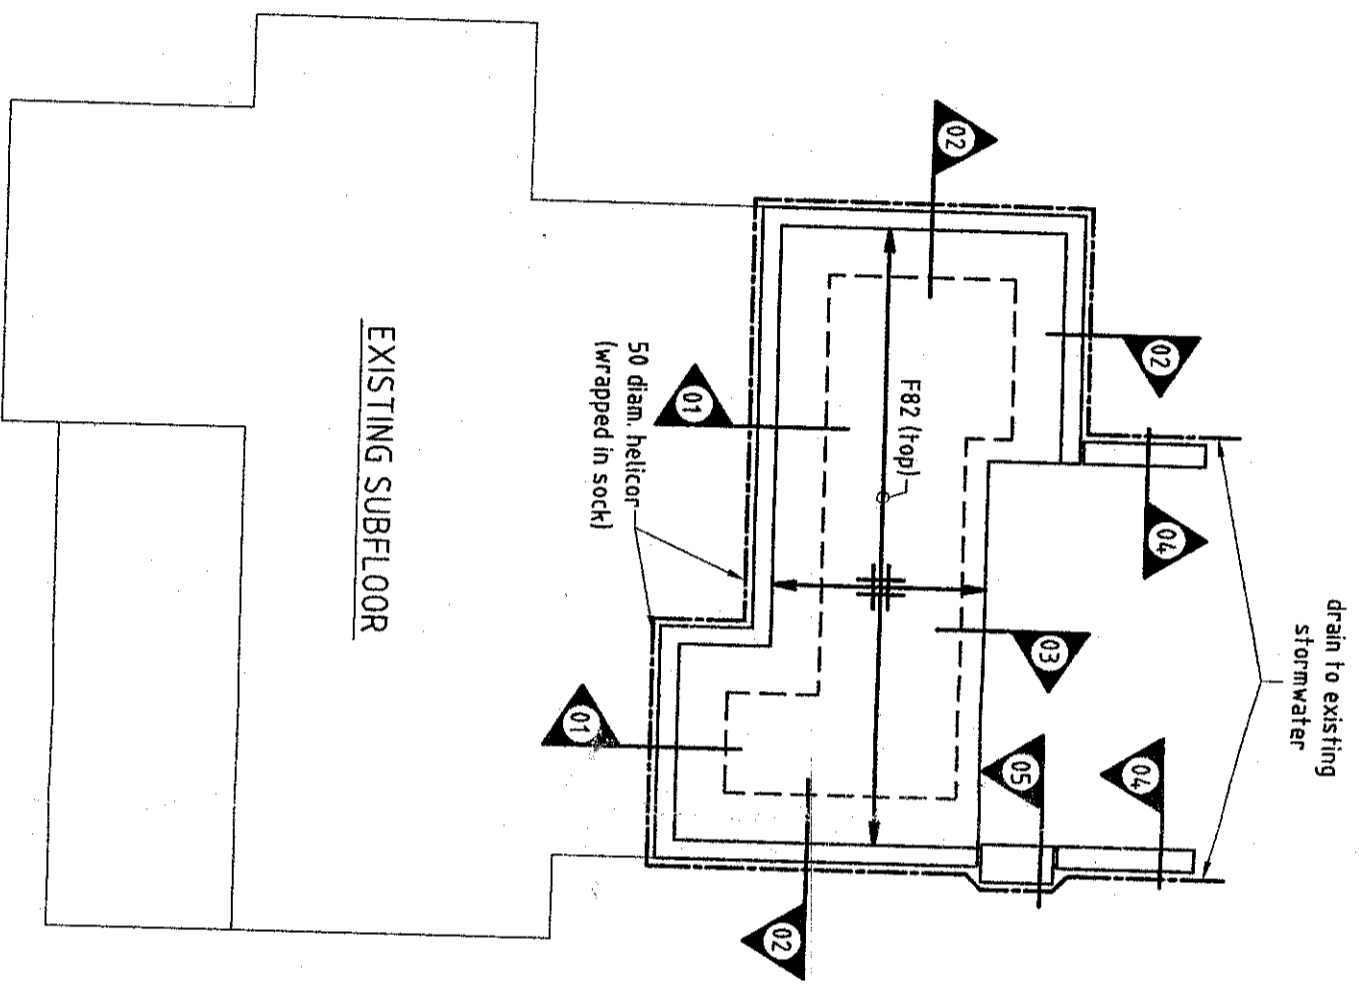 drain to existing
stormwater
02
02
04
F82 (top)
03
05
04
50 diam. helicor
(wrapped in sock)
01
01
02
EXISTING SUBFLOOR